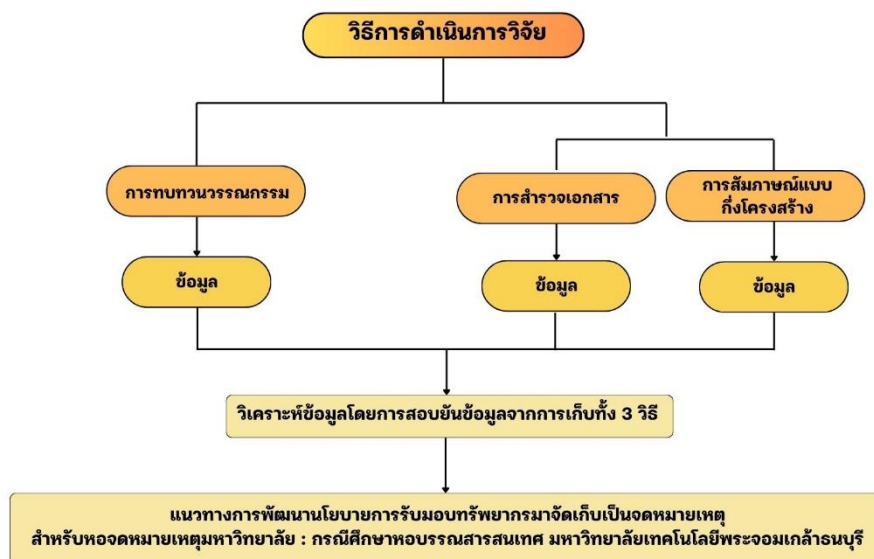 วิธีการดำเนินการวิจัย
การทบทวนวรรณกรรม
การสำรวจเอกสาร
การสัมภาษณ์แบบ
กึ่งโครงสร้าง
ข้อมูล
ข้อมูล
ข้อมูล
วิเคราะห์ข้อมูลโดยการสอบยันข้อมูลจากการเก็บทั้ง 3 วิธี
แนวทางการพัฒนานโยบายการรับมอบทรัพยากรมาจัดเก็บเป็นจดหมายเหตุ
สำหรับหอจดหมายเหตุมหาวิทยาลัย : กรณีศึกษาหอบรรณสารสนเทศ มหาวิทยาลัยเทคโนโลยีพระจอมเกล้าธนบุรี